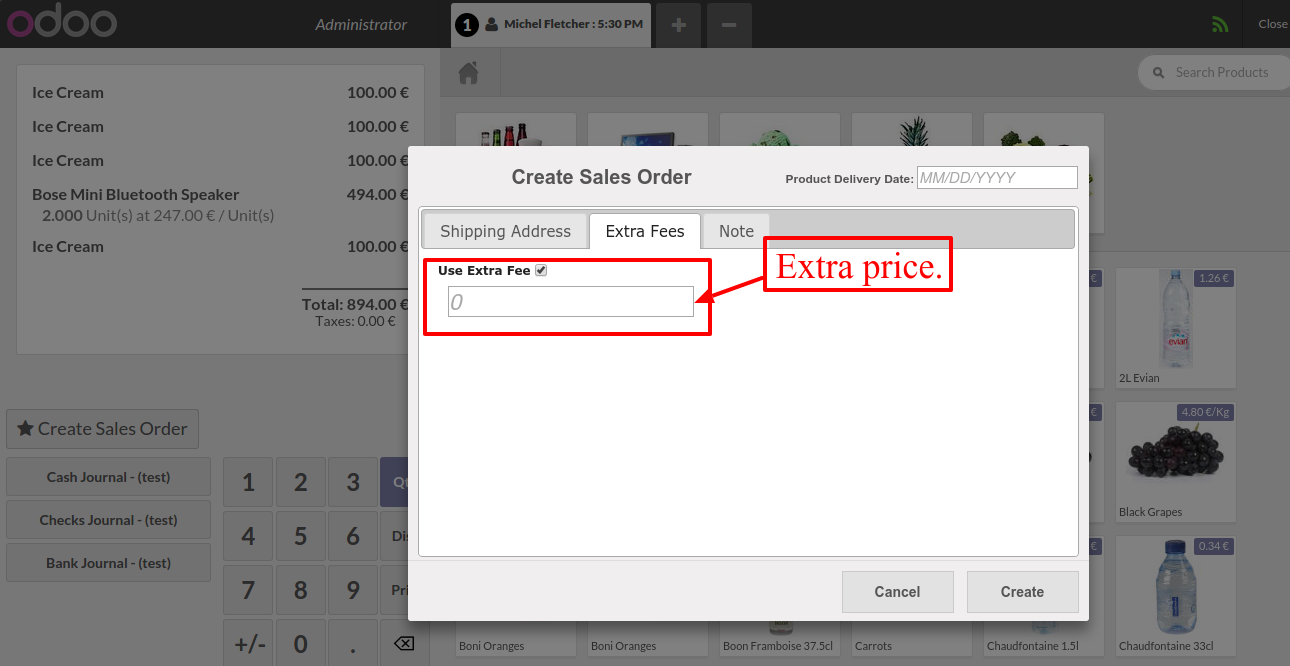 odoo
Administrator
1 Michel Fletcher : 5:30 PM
+
−
Close
Search Products
Ice Cream 100.00 €
Ice Cream 100.00 €
Ice Cream 100.00 €
Bose Mini Bluetooth Speaker 494.00 €
2.000 Unit(s) at 247.00 € / Unit(s)
Ice Cream 100.00 €
Total: 894.00 €
Taxes: 0.00 €
Create Sales Order
Cash Journal - (test)
Checks Journal - (test)
Bank Journal - (test)
1 2 3
4 5 6
7 8 9
+/- 0 .
Create Sales Order
Product Delivery Date: MM/DD/YYYY
Shipping Address Extra Fees Note
Use Extra Fee
0
Extra price.
Cancel Create
€
1.26 €
evian
2L Evian
€
4.80 €/Kg
Black Grapes
€
0.34 €
Boni Oranges
Boni Oranges
Boon Framboise 37.5cl
Carrots
Chaudfontaine 1.5l
Chaudfontaine 33cl